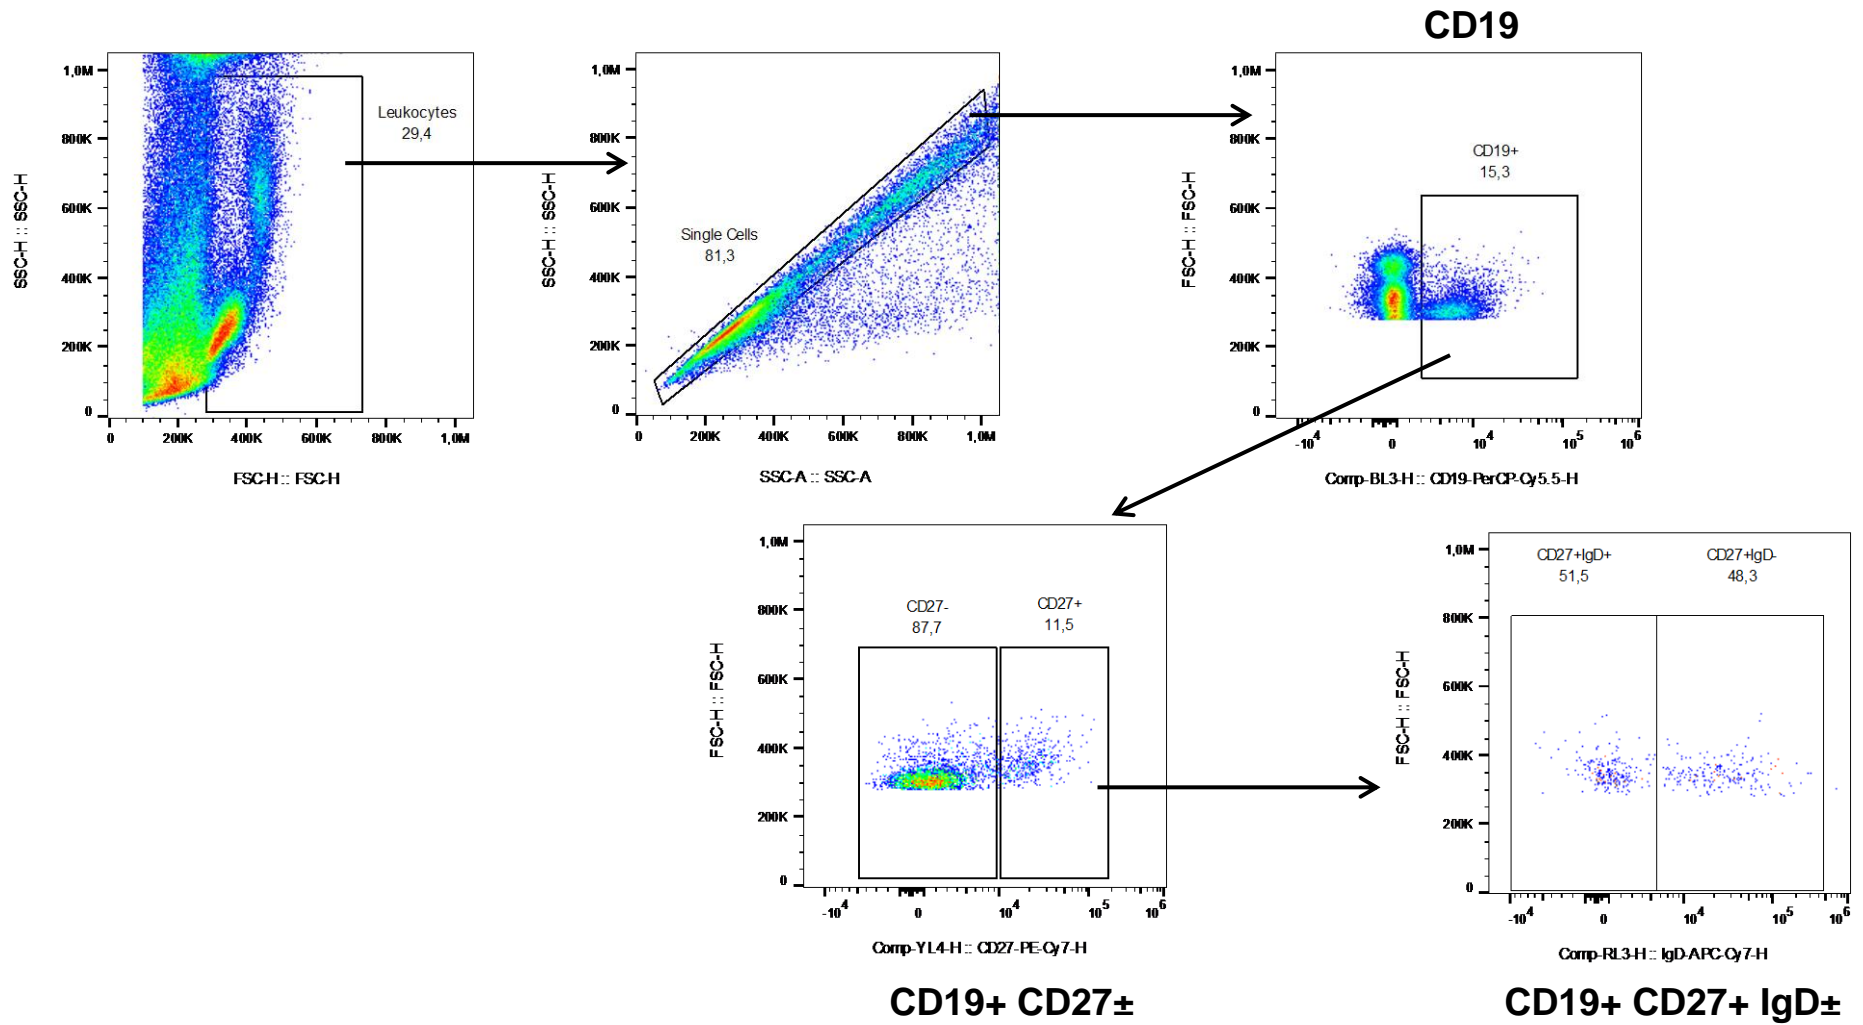 CD19
1,0M
800K
600K
400K
200K
0
SSC-H :: SSC-H
Leukocytes
29,4
0 200K 400K 600K 800K 1,0M
FSC-H :: FSC-H
1,0M
800K
600K
400K
200K
0
SSC-H :: SSC-H
Single Cells
81,3
0 200K 400K 600K 800K 1,0M
SSC-A :: SSC-A
1,0M
800K
600K
400K
200K
0
FSC-H :: FSC-H
CD19+
15,3
-10^4 0 10^4 10^5 10^6
Comp-BL3-H :: CD19-PerCP-Cy5.5-H
1,0M
800K
600K
400K
200K
0
FSC-H :: FSC-H
CD27-
87,7
CD27+
11,5
-10^4 0 10^4 10^5 10^6
Comp-YL4-H :: CD27-PE-Cy7-H
CD19+ CD27±
1,0M
800K
600K
400K
200K
0
FSC-H :: FSC-H
CD27+IgD+
51,5
CD27+IgD-
48,3
-10^4 0 10^4 10^5 10^6
Comp-RL3-H :: IgD-APC-Cy7-H
CD19+ CD27+ IgD±